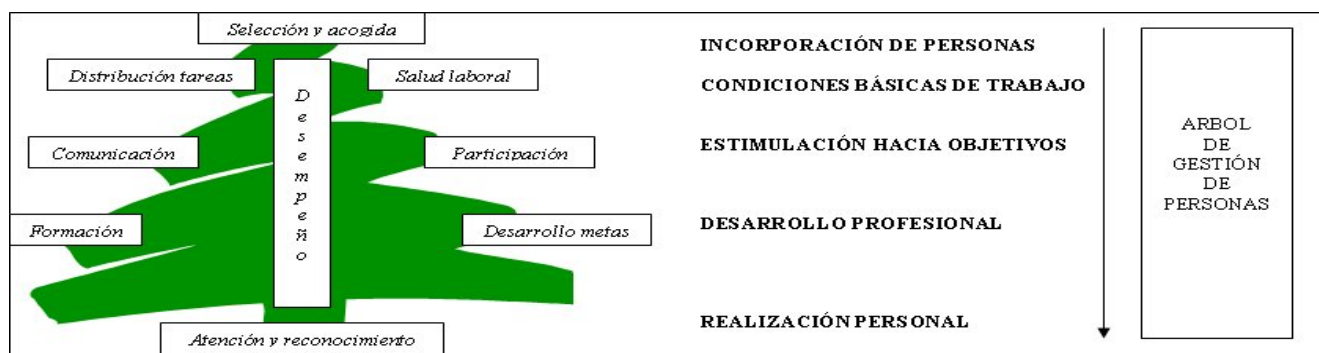 Selección y acogida
Distribución tareas
Salud laboral
Desempeño
Comunicación
Participación
Formación
Desarrollo metas
Atención y reconocimiento
INCORPORACIÓN DE PERSONAS
CONDICIONES BÁSICAS DE TRABAJO
ESTIMULACIÓN HACIA OBJETIVOS
DESARROLLO PROFESIONAL
REALIZACIÓN PERSONAL
ARBOL
DE
GESTIÓN
DE
PERSONAS